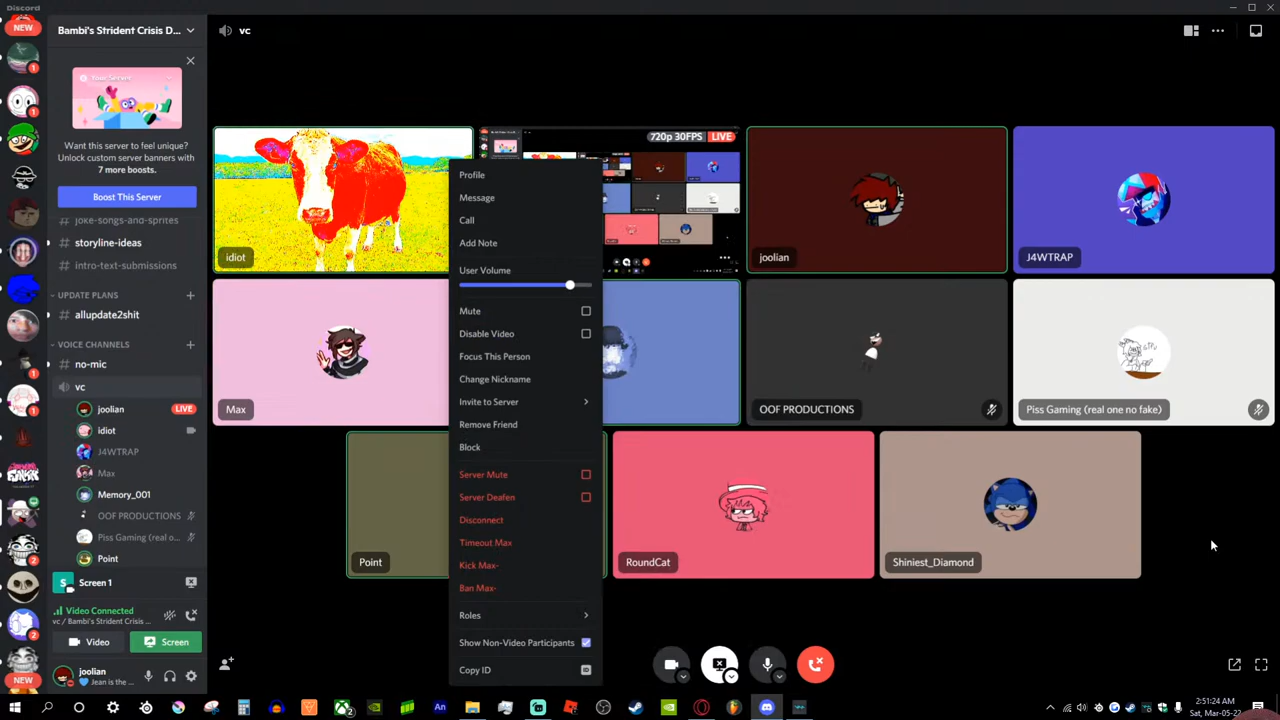 Discord
NEW
Bambi's Strident Crisis D...
vc
Want this server to feel unique?
Unlock custom server banners with
7 more boosts.
Boost This Server
joke-songs-and-sprites
storyline-ideas
intro-text-submissions
UPDATE PLANS
allupdate2shit
VOICE CHANNELS
no-mic
vc
joolian
LIVE
idiot
J4WTRAP
Max
Memory_001
OOF PRODUCTIONS
Piss Gaming (real o...
Point
Screen 1
Video Connected
vc / Bambi's Strident Crisis
Video
Screen
joolian
Jean is the ...
NEW
idiot
720p 30FPS
LIVE
joolian
J4WTRAP
Max
OOF PRODUCTIONS
Piss Gaming (real one no fake)
Point
RoundCat
Shiniest_Diamond
Profile
Message
Call
Add Note
User Volume
Mute
Disable Video
Focus This Person
Change Nickname
Invite to Server
Remove Friend
Block
Server Mute
Server Deafen
Disconnect
Timeout Max
Kick Max-
Ban Max-
Roles
Show Non-Video Participants
Copy ID
ID
2:51:24 AM
Sat, Mar-05-22